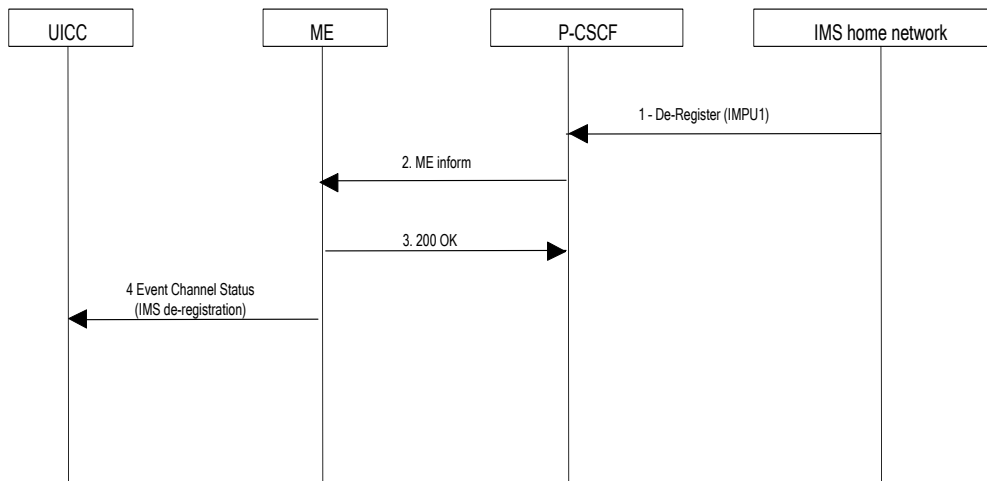 UICC
ME
P-CSCF
IMS home network
1 - De-Register (IMPU1)
2. ME inform
3. 200 OK
4 Event Channel Status
(IMS de-registration)